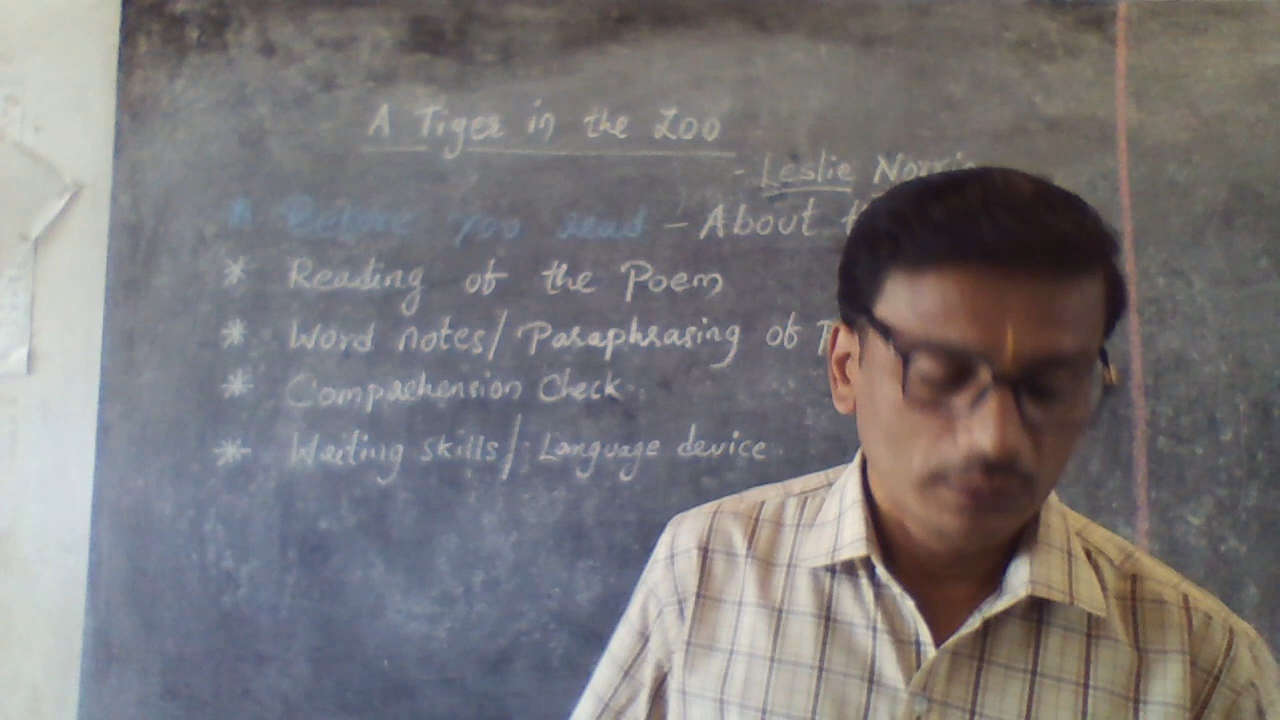 A Tiger in the Zoo
- Leslie Norris
* Before you read - About
* Reading of the Poem
* Word notes/ Paraphrasing of
* Comprehension Check
* Writing skills/ Language device